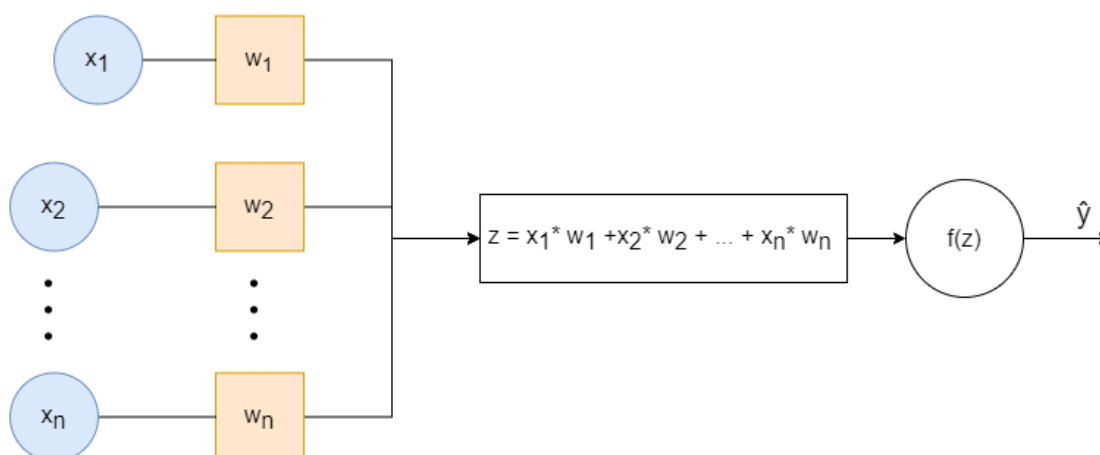 x1
w1
x2
w2
z = x1* w1 +x2* w2 + ... + xn* wn
f(z)
ŷ
xn
wn